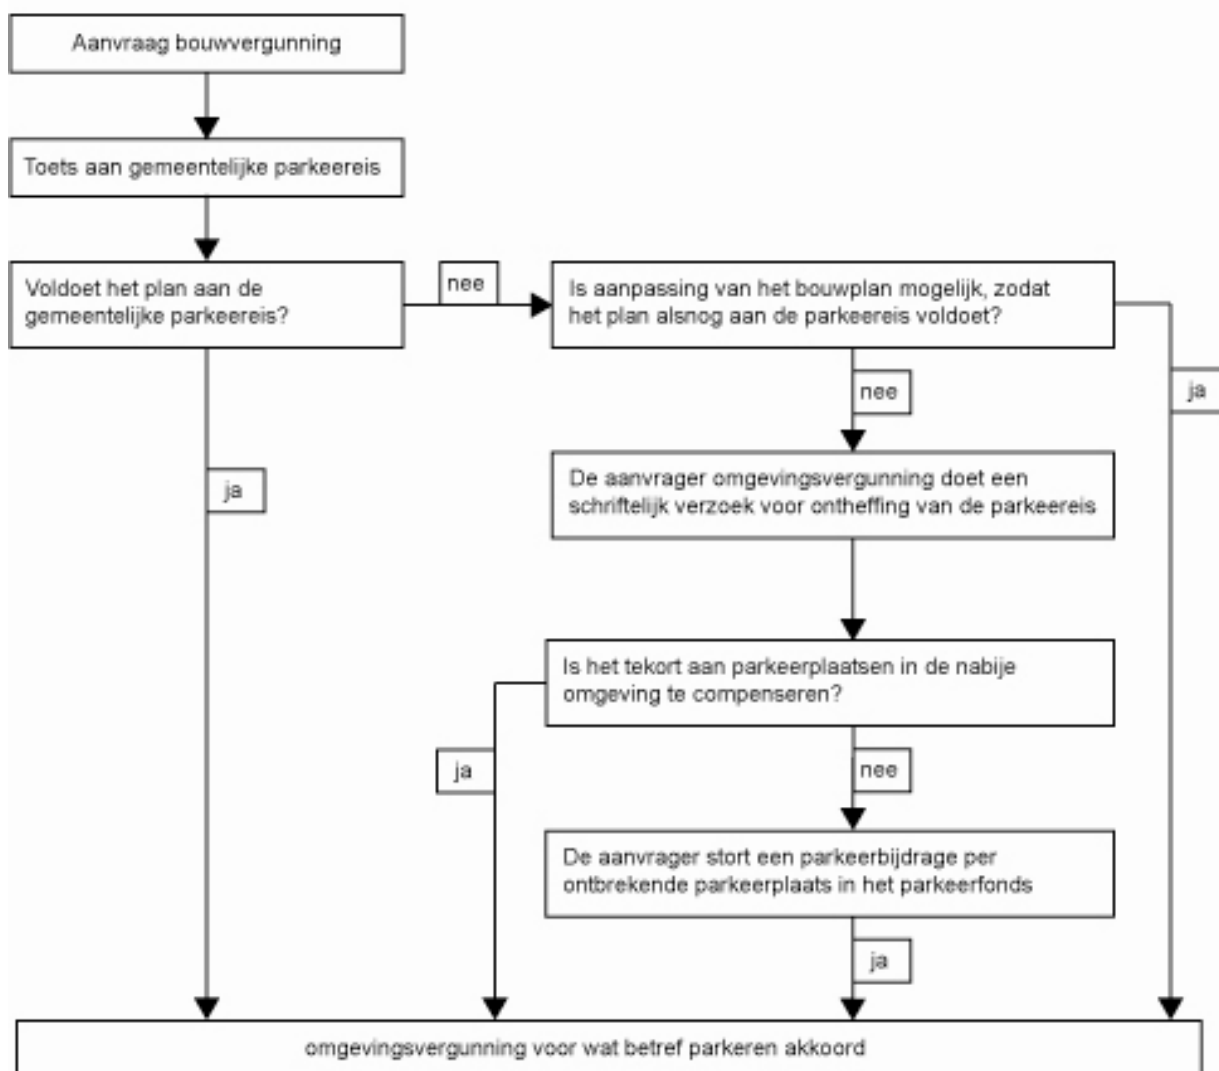 Aanvraag bouwvergunning
Toets aan gemeentelijke parkeereis
Voldoet het plan aan de
gemeentelijke parkeereis?
nee
Is aanpassing van het bouwplan mogelijk, zodat
het plan alsnog aan de parkeereis voldoet?
nee
ja
De aanvrager omgevingsvergunning doet een
schriftelijk verzoek voor ontheffing van de parkeereis
ja
Is het tekort aan parkeerplaatsen in de nabije
omgeving te compenseren?
ja
nee
De aanvrager stort een parkeerbijdrage per
ontbrekende parkeerplaats in het parkeerfonds
ja
omgevingsvergunning voor wat betref parkeren akkoord